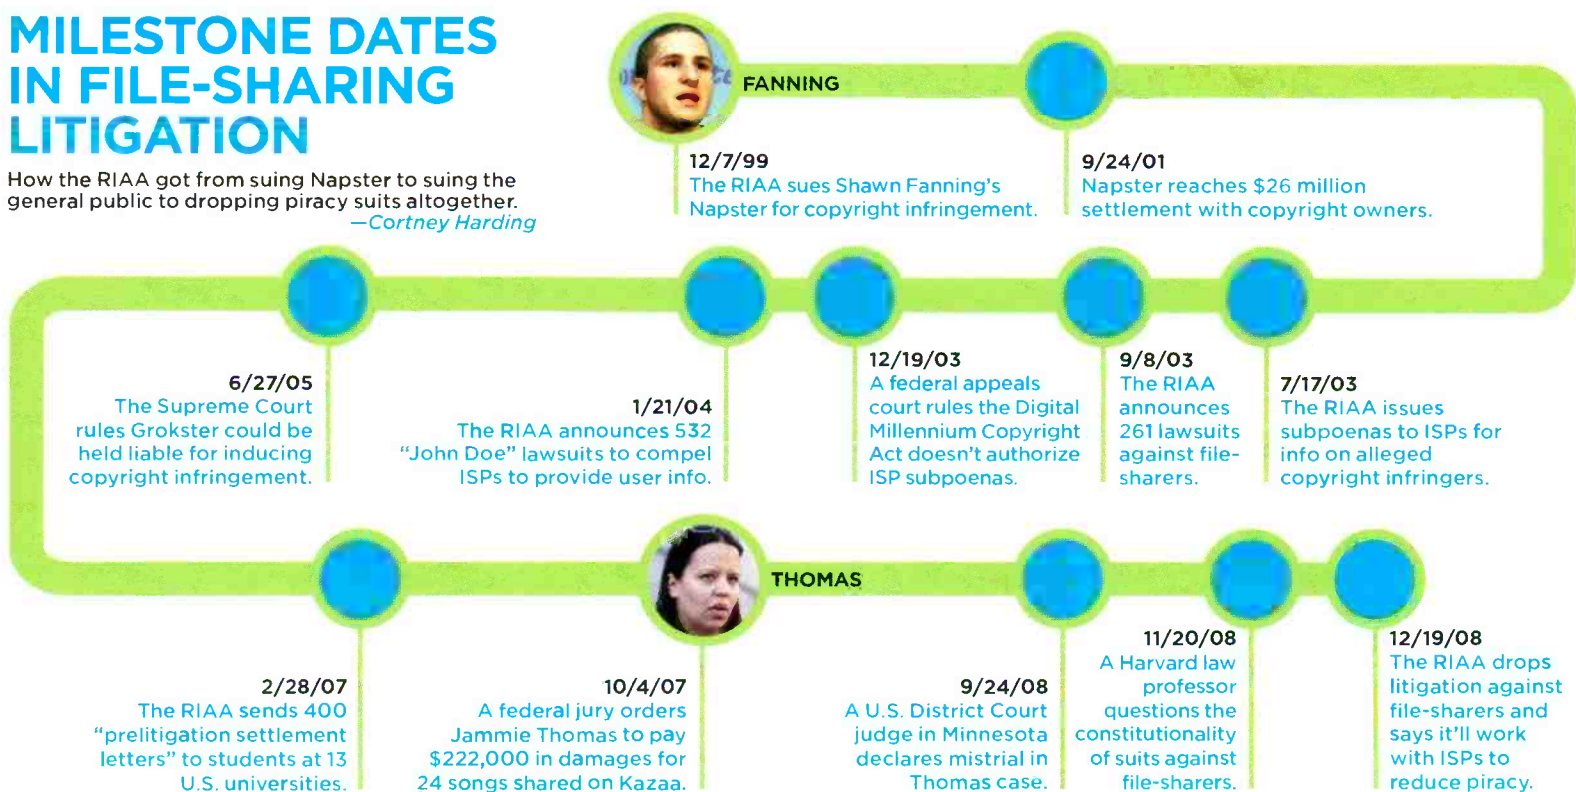 MILESTONE DATES
IN FILE-SHARING
LITIGATION
How the RIAA got from suing Napster to suing the
general public to dropping piracy suits altogether.
—Cortney Harding
FANNING
12/7/99
The RIAA sues Shawn Fanning's
Napster for copyright infringement.
9/24/01
Napster reaches $26 million
settlement with copyright owners.
7/17/03
The RIAA issues
subpoenas to ISPs for
info on alleged
copyright infringers.
9/8/03
The RIAA
announces
261 lawsuits
against file-
sharers.
12/19/03
A federal appeals
court rules the Digital
Millennium Copyright
Act doesn't authorize
ISP subpoenas.
1/21/04
The RIAA announces 532
“John Doe” lawsuits to compel
ISPs to provide user info.
6/27/05
The Supreme Court
rules Grokster could be
held liable for inducing
copyright infringement.
2/28/07
The RIAA sends 400
“prelitigation settlement
letters” to students at 13
U.S. universities.
THOMAS
10/4/07
A federal jury orders
Jammie Thomas to pay
$222,000 in damages for
24 songs shared on Kazaa.
9/24/08
A U.S. District Court
judge in Minnesota
declares mistrial in
Thomas case.
11/20/08
A Harvard law
professor
questions the
constitutionality
of suits against
file-sharers.
12/19/08
The RIAA drops
litigation against
file-sharers and
says it'll work
with ISPs to
reduce piracy.